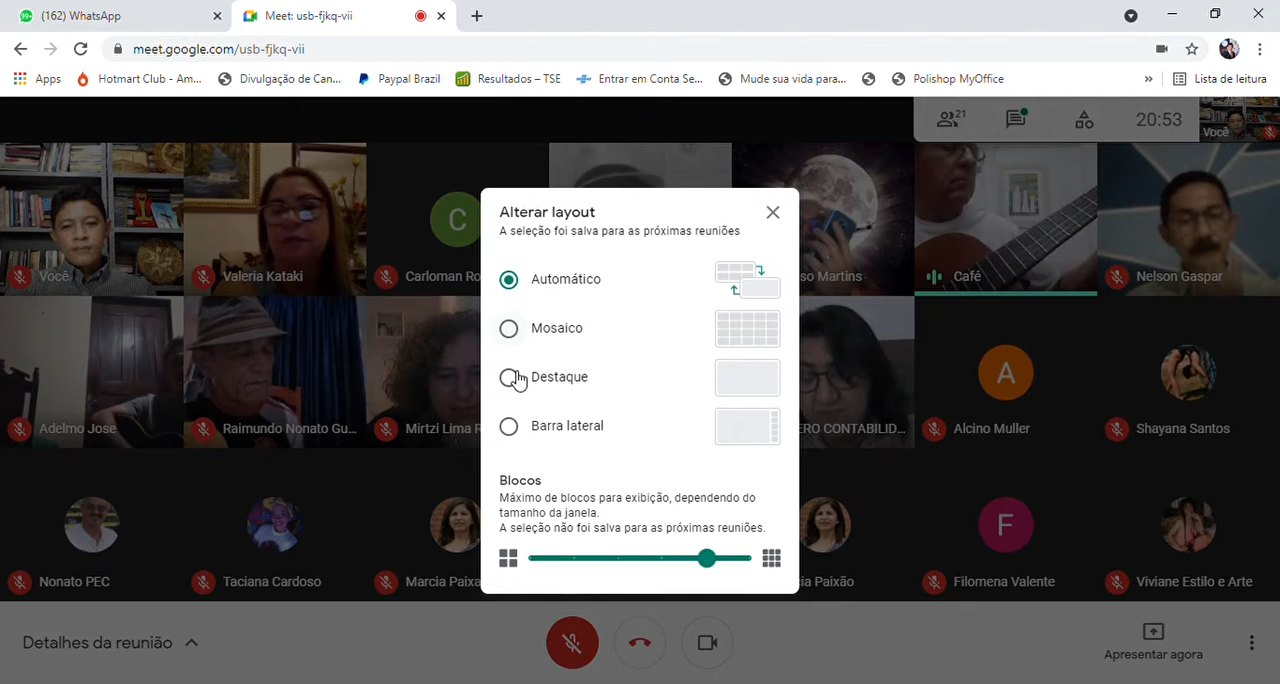 99+ (162) WhatsApp
Meet: usb-fjkq-vii
meet.google.com/usb-fjkq-vii
Apps
Hotmart Club - Am...
Divulgação de Can...
Paypal Brazil
Resultados – TSE
Entrar em Conta Se...
Mude sua vida para...
Polishop MyOffice
»
Lista de leitura
21
20:53
Você
Você
Valeria Kataki
C
Carloman Ro
so Martins
Café
Nelson Gaspar
Alterar layout
A seleção foi salva para as próximas reuniões
Automático
Mosaico
Destaque
Barra lateral
Adelmo Jose
Raimundo Nonato Gu...
Mirtzi Lima R
ERO CONTABILID...
A
Alcino Muller
Shayana Santos
Blocos
Máximo de blocos para exibição, dependendo do
tamanho da janela.
A seleção não foi salva para as próximas reuniões.
Nonato PEC
Taciana Cardoso
Marcia Paixa
ia Paixão
F
Filomena Valente
Viviane Estilo e Arte
Detalhes da reunião
Apresentar agora